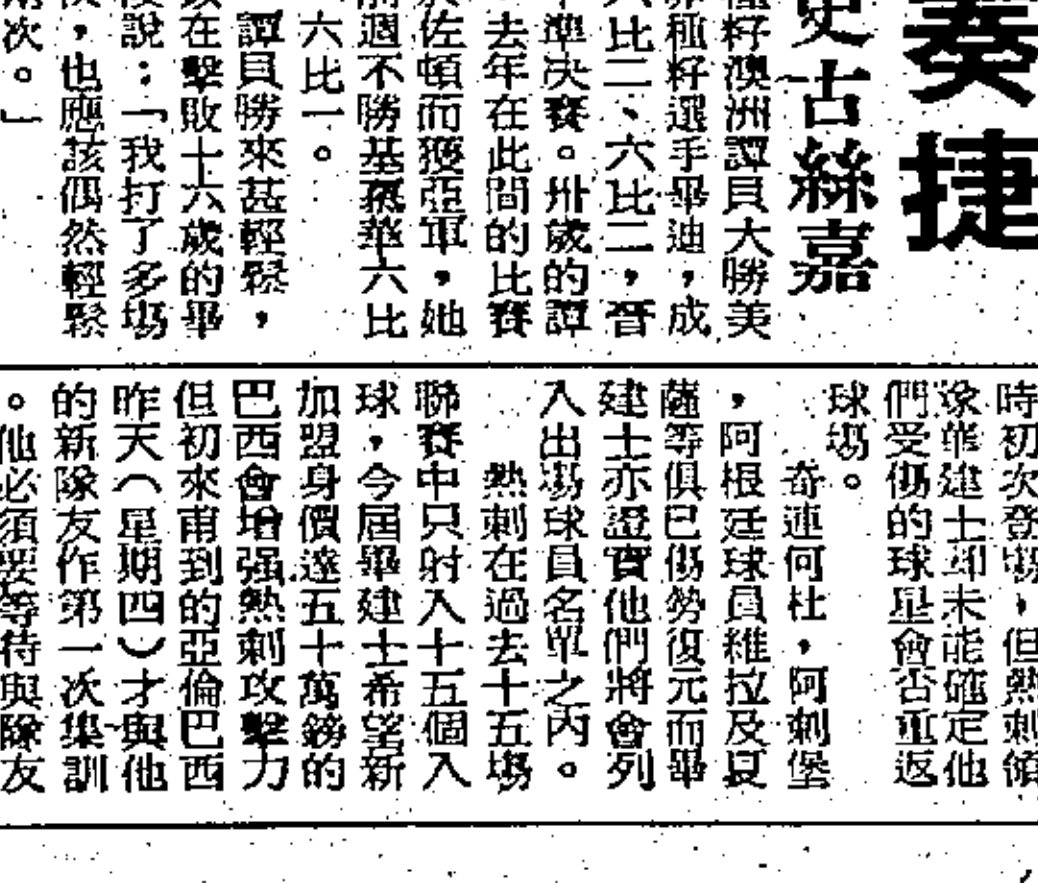 奏捷
史古絲嘉
種籽澳洲譚貝大勝美
非種籽選手畢迪，成
六比二、六比二，晉
準決賽。卅歲的譚
去年在此間的比賽
佐頓而獲亞軍，她
週不勝基蔴華六比
六比一。
譚貝勝來甚輕鬆，
在擊敗十六歲的畢
說：「我打了多場
，也應該偶然輕鬆
次。」
時初次登場，但熱刺領
隊畢建士却未能確定他
們受傷的球星會否重返
球場。
奇連何杜，阿刺堡
，阿根廷球員維拉及夏
薩等俱已傷勢復元而畢
建士亦證實他們將會列
入出場球員名單之內。
熱刺在過去十五場
聯賽中只射入十五個入
球，今屆畢建士希望新
加盟身價達五十萬鎊的
巴西會增强熱刺攻擊力
但初來甫到的亞倫巴西
昨天（星期四）才與他
的新隊友作第一次集訓
。他必須要等待與隊友